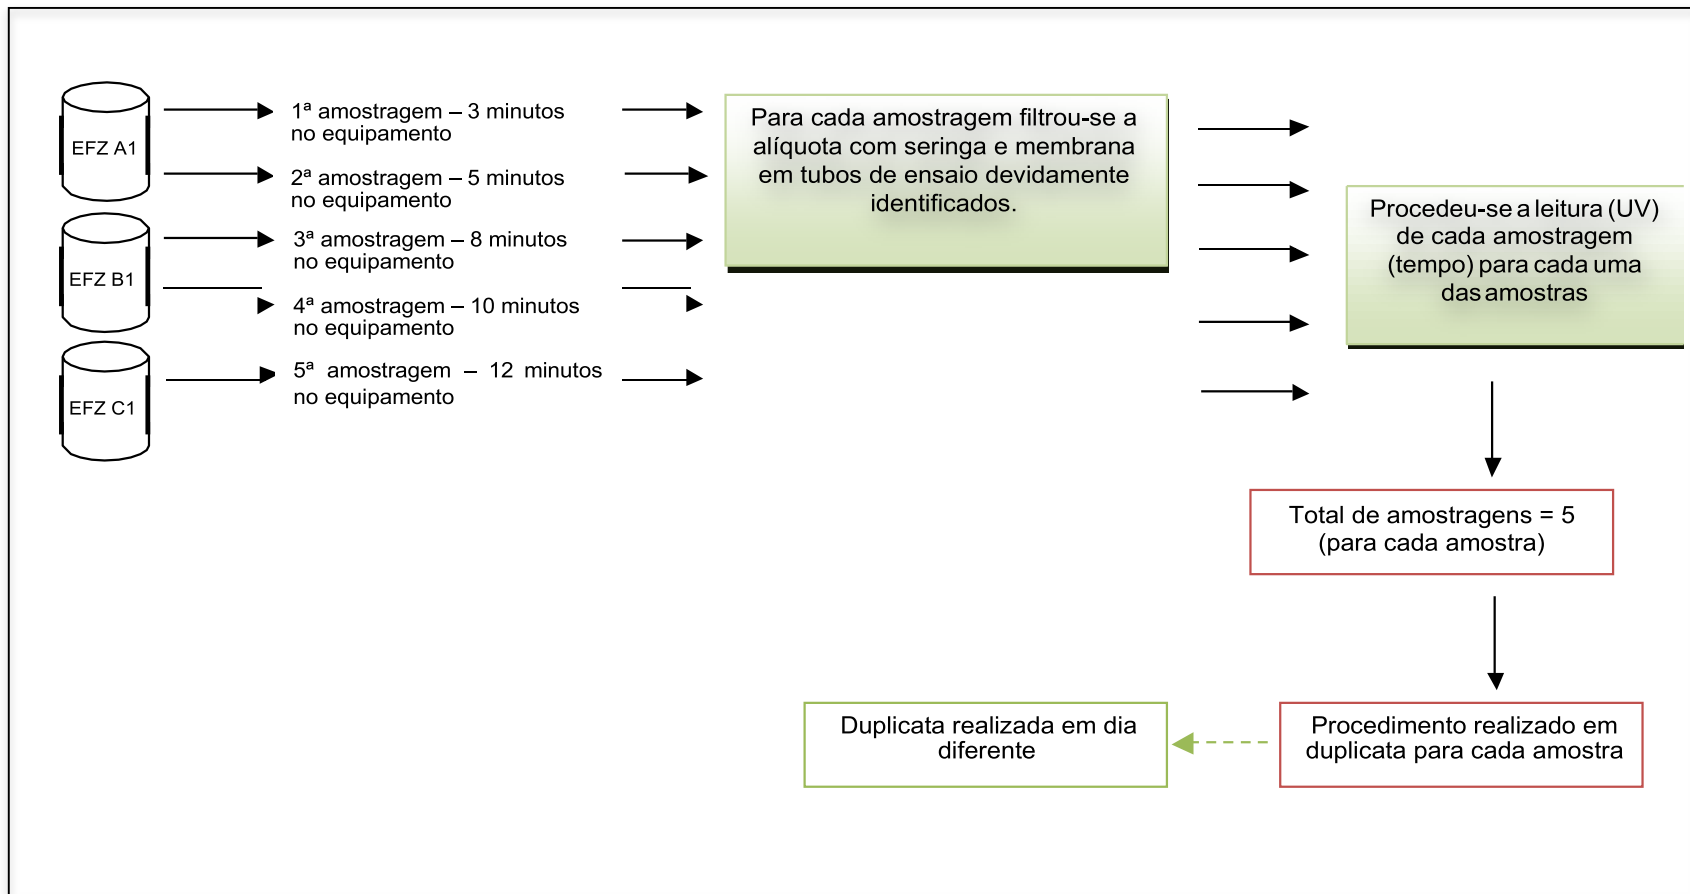 EFZ A1
EFZ B1
EFZ C1
1ª amostragem – 3 minutos
no equipamento
2ª amostragem – 5 minutos
no equipamento
3ª amostragem – 8 minutos
no equipamento
4ª amostragem – 10 minutos
no equipamento
5ª amostragem – 12 minutos
no equipamento
Para cada amostragem filtrou-se a
alíquota com seringa e membrana
em tubos de ensaio devidamente
identificados.
Procedeu-se a leitura (UV)
de cada amostragem
(tempo) para cada uma
das amostras
Total de amostragens = 5
(para cada amostra)
Procedimento realizado em
duplicata para cada amostra
Duplicata realizada em dia
diferente